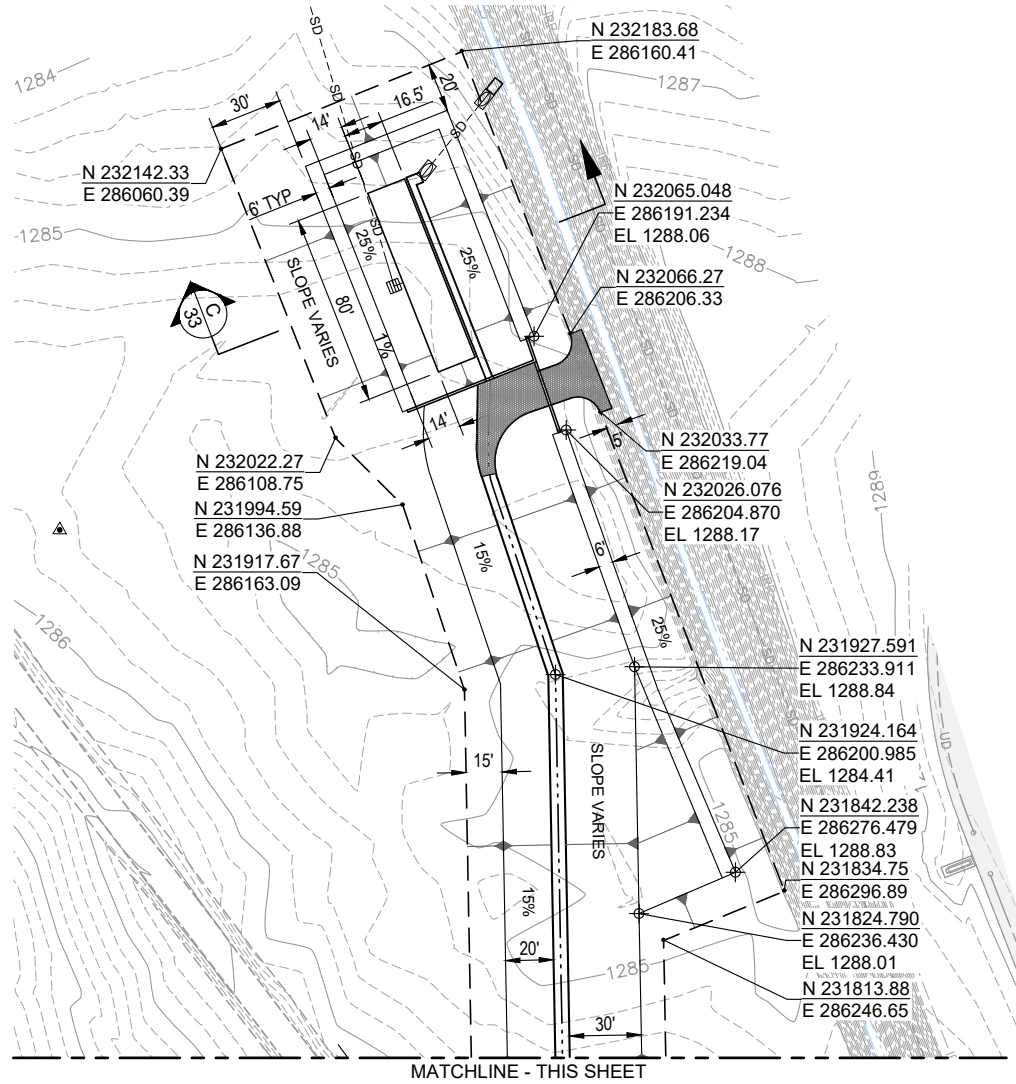 N 232183.68
E 286160.41
1284
1287
SD
SD
30'
14'
16.5'
20'
SD
SD
N 232142.33
E 286060.39
N 232065.048
E 286191.234
EL 1288.06
6' TYP
1285
25%
SD
25%
1288
N 232066.27
E 286206.33
SLOPE VARIES
80'
1%
C
33
14'
5'
N 232033.77
E 286219.04
N 232022.27
E 286108.75
N 232026.076
E 286204.870
EL 1288.17
1289
N 231994.59
E 286136.88
15%
6'
N 231917.67
E 286163.09
1285
25%
1286
N 231927.591
E 286233.911
EL 1288.84
N 231924.164
E 286200.985
EL 1284.41
UD
15'
SLOPE VARIES
1285
N 231842.238
E 286276.479
EL 1288.83
N 231834.75
E 286296.89
15%
N 231824.790
E 286236.430
EL 1288.01
20'
1285
N 231813.88
E 286246.65
30'
MATCHLINE - THIS SHEET